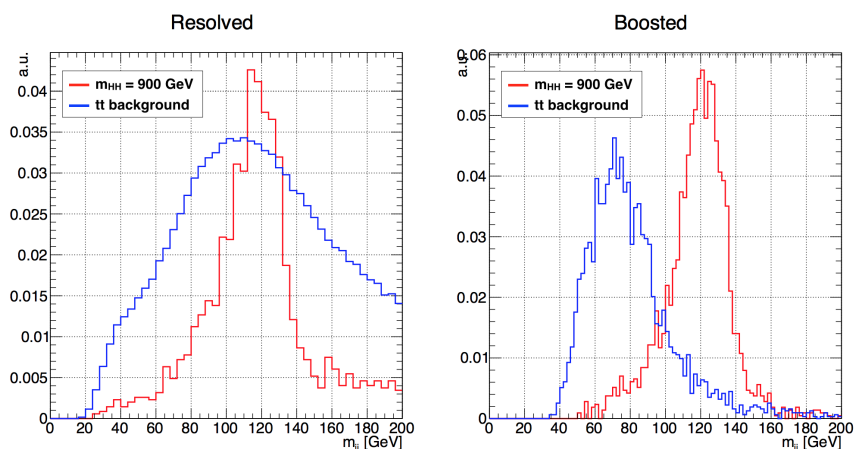 Resolved
a.u.
0.04
0.035
0.03
0.025
0.02
0.015
0.01
0.005
0
m_HH = 900 GeV
tt background
0 20 40 60 80 100 120 140 160 180 200
m_jj [GeV]
Boosted
a.u.
0.06
0.05
0.04
0.03
0.02
0.01
0
m_HH = 900 GeV
tt background
0 20 40 60 80 100 120 140 160 180 200
m_jj [GeV]